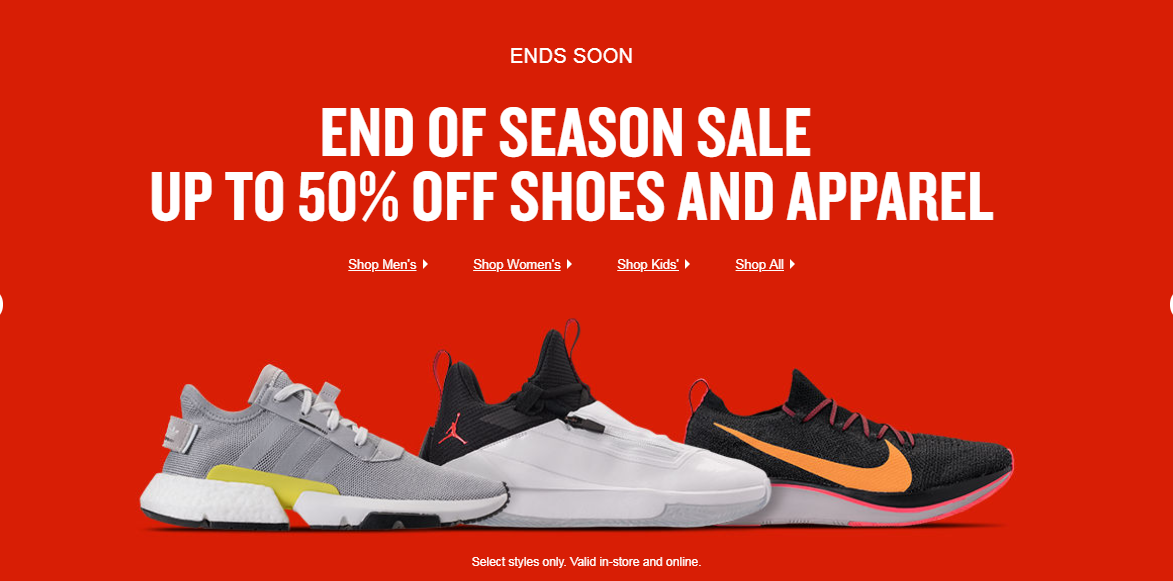 ENDS SOON
END OF SEASON SALE
UP TO 50% OFF SHOES AND APPAREL
Shop Men's Shop Women's Shop Kids' Shop All
Select styles only. Valid in-store and online.